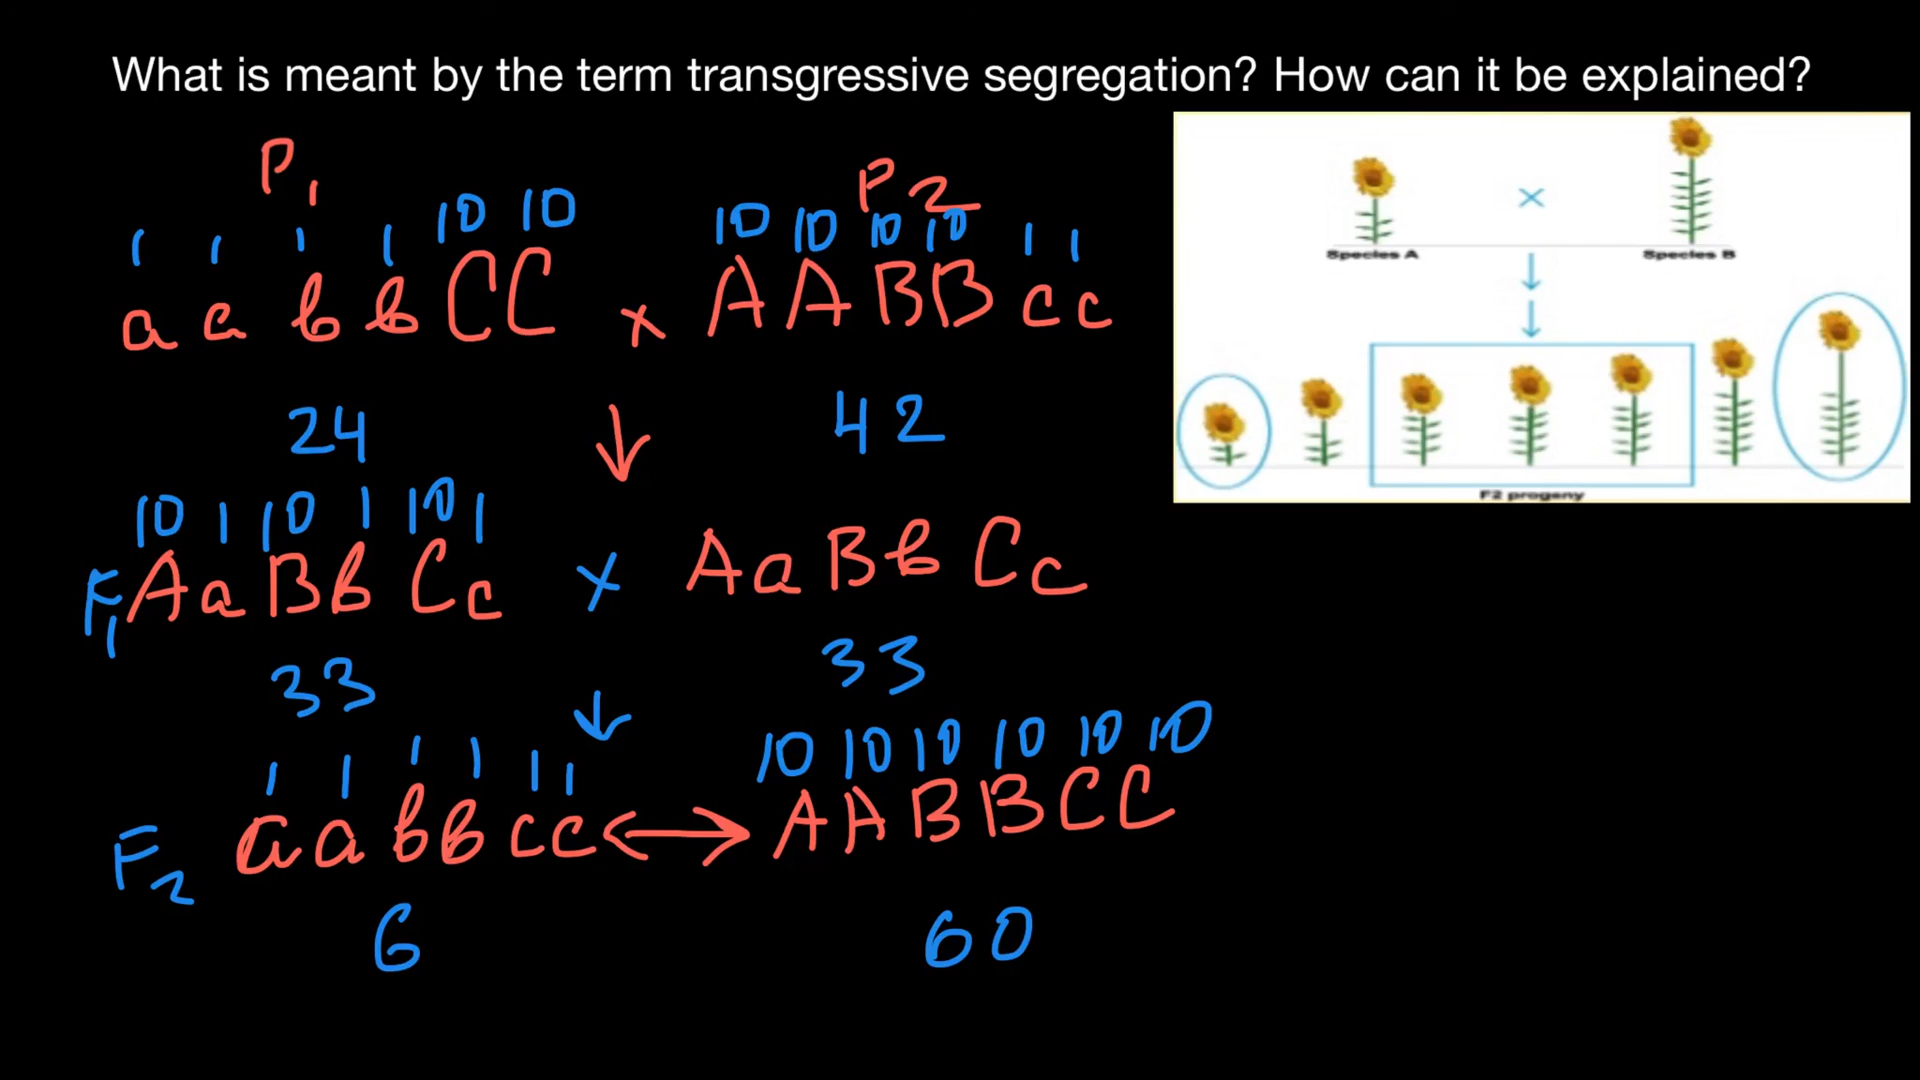 What is meant by the term transgressive segregation? How can it be explained?
P1
P2
1 1 1 1 10 10
10 10 10 10 1 1
aabbCC x AABBcc
24
42
10 1 10 1 10 1
F1 AaBbCc x AaBbCc
33
33
1 1 1 1 1 1
10 10 10 10 10 10
F2 aabbcc ↔ AABBCC
6
60
×
Species A
Species B
F2 progeny